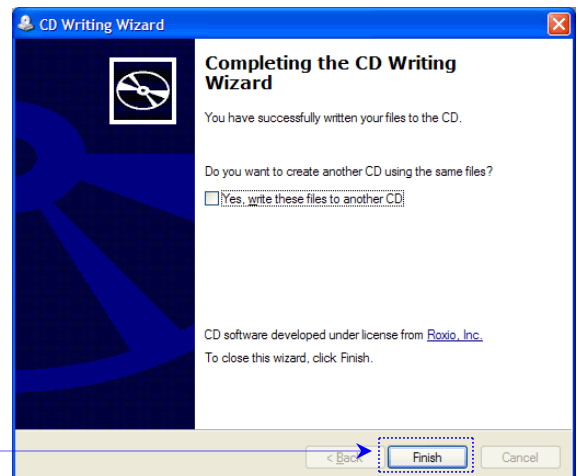 CD Writing Wizard
Completing the CD Writing
Wizard
You have successfully written your files to the CD.
Do you want to create another CD using the same files?
Yes, write these files to another CD
CD software developed under license from Roxio, Inc.
To close this wizard, click Finish.
< Back Finish Cancel